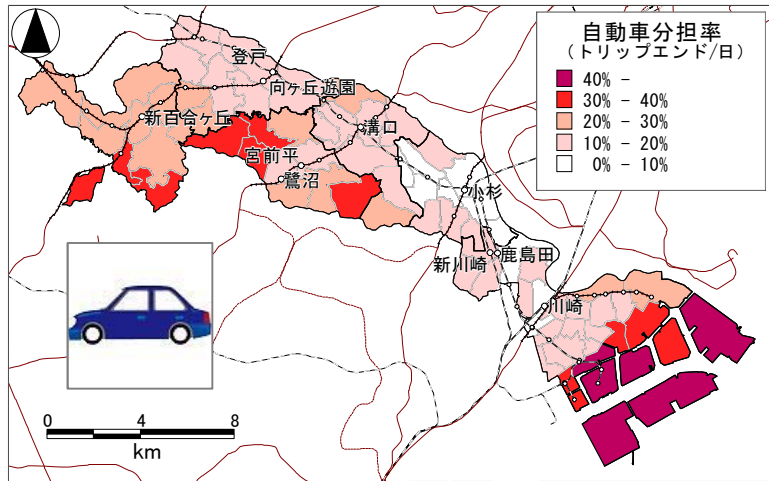 自動車分担率
(トリップエンド/日)
40% -
30% - 40%
20% - 30%
10% - 20%
0% - 10%
登戸
向ヶ丘遊園
新百合ヶ丘
溝口
宮前平
鷺沼
小杉
鹿島田
新川崎
川崎
0 4 8
km